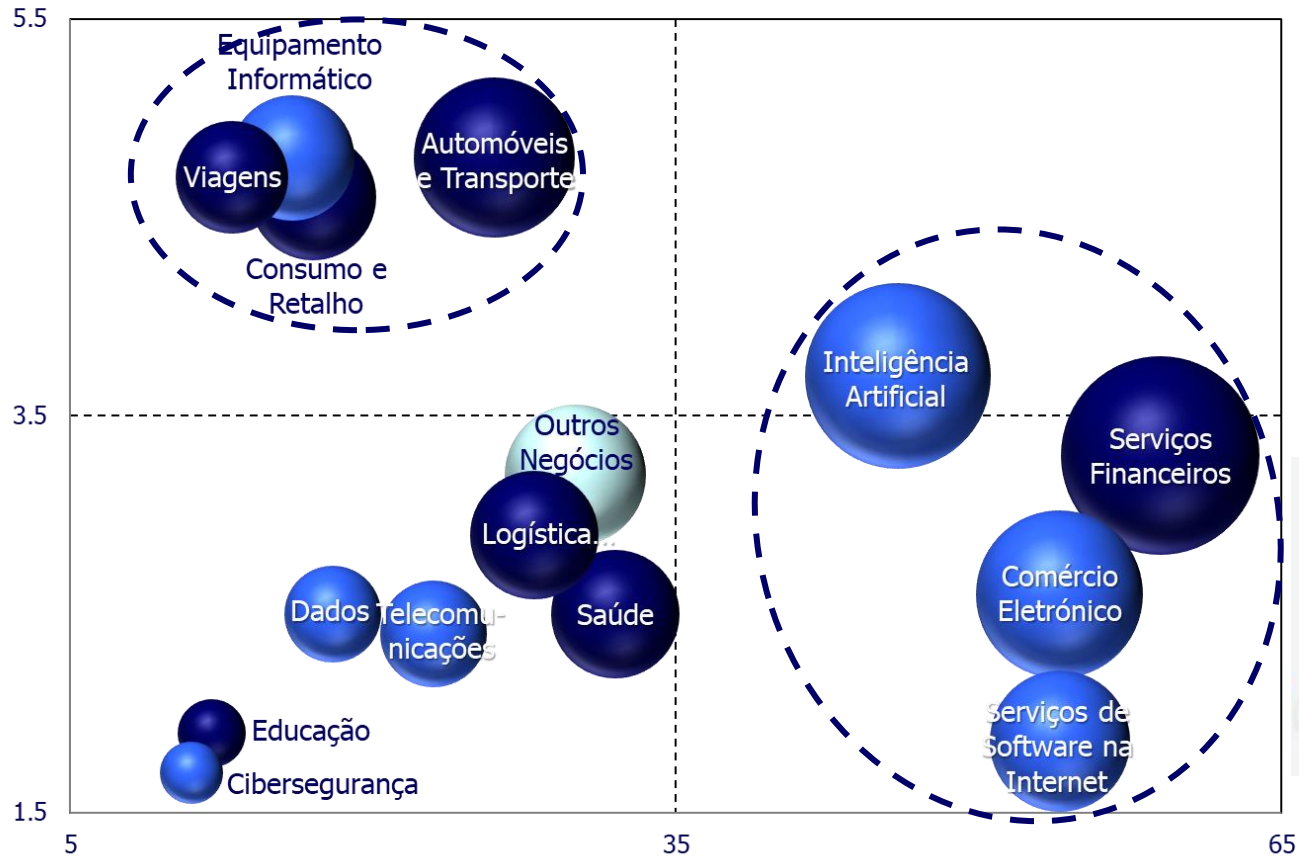 5.5
Equipamento
Informático
Automóveis
e Transporte
Viagens
Consumo e
Retalho
Inteligência
Artificial
3.5
Outros
Negócios
Serviços
Financeiros
Logística...
Comércio
Eletrónico
Dados
Telecomu-
nicações
Saúde
Serviços de
Software na
Internet
Educação
Cibersegurança
1.5
5
35
65